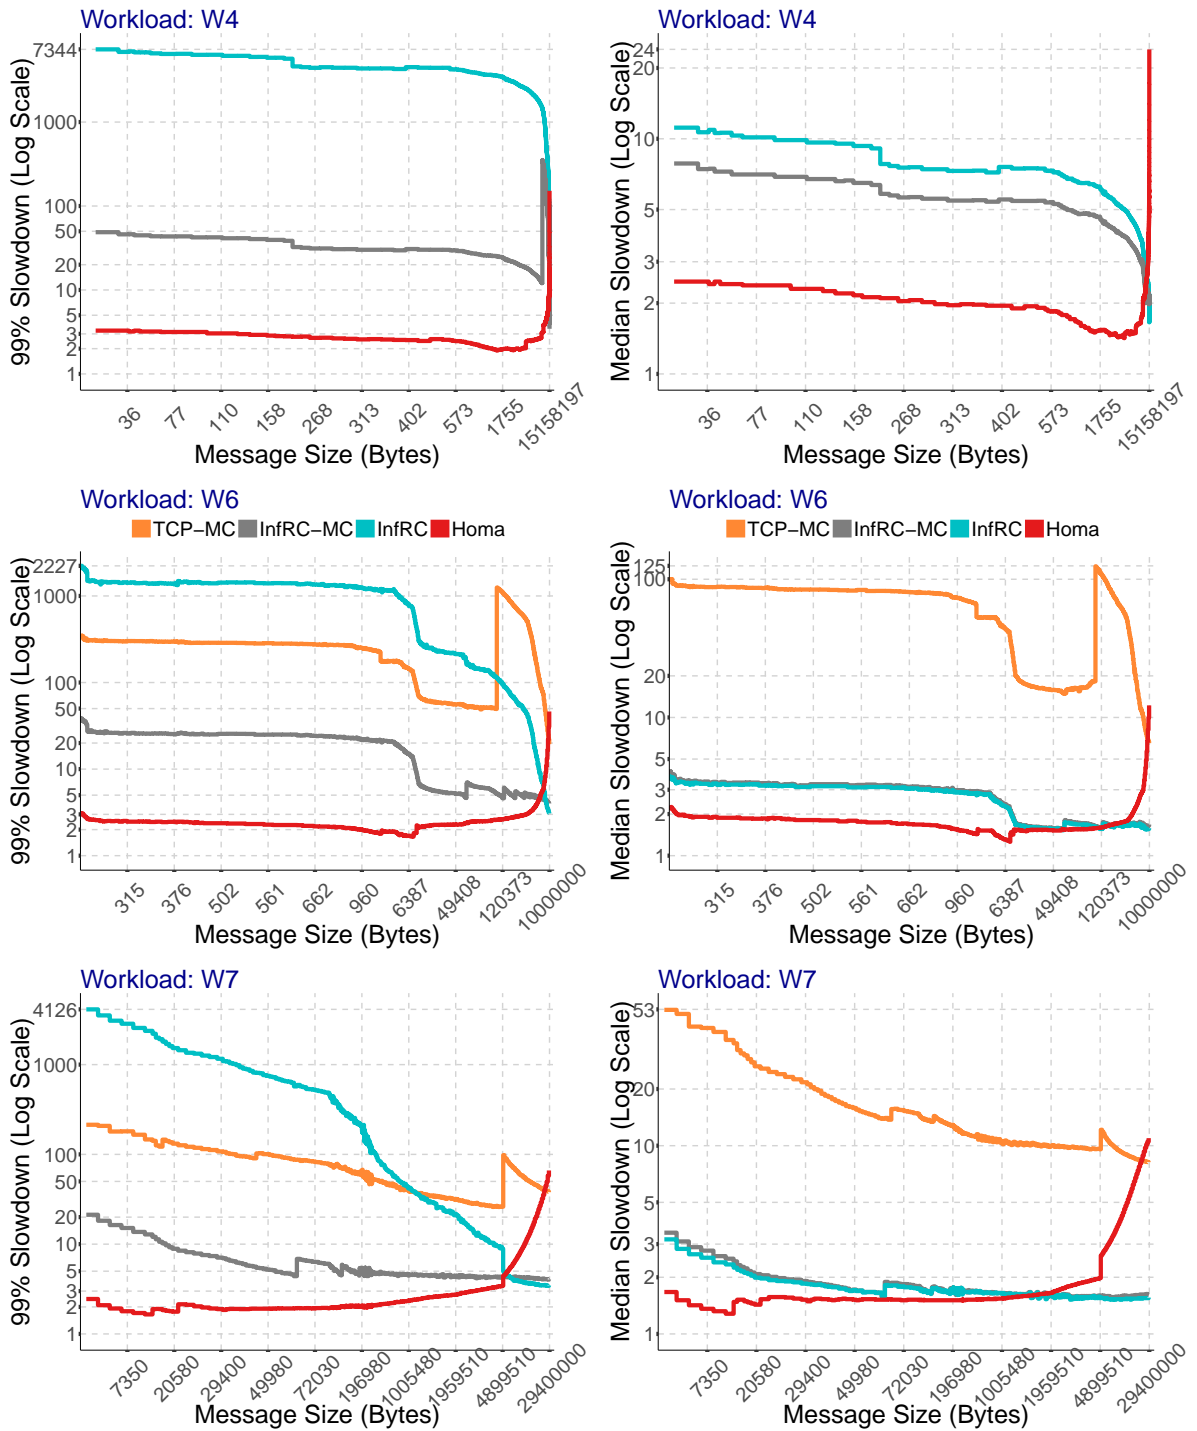 Workload: W4
99% Slowdown (Log Scale)
7344
1000
100
50
20
10
5
3
2
1
36 77 110 158 268 313 402 573 1755 15158197
Message Size (Bytes)
Workload: W4
Median Slowdown (Log Scale)
24
20
10
5
3
2
1
36 77 110 158 268 313 402 573 1755 15158197
Message Size (Bytes)
Workload: W6
TCP−MC InfRC−MC InfRC Homa
99% Slowdown (Log Scale)
2227
1000
100
50
20
10
5
3
2
1
315 376 502 561 662 960 6387 49408 120373 10000000
Message Size (Bytes)
Workload: W6
TCP−MC InfRC−MC InfRC Homa
Median Slowdown (Log Scale)
125
100
20
10
5
3
2
1
315 376 502 561 662 960 6387 49408 120373 10000000
Message Size (Bytes)
Workload: W7
99% Slowdown (Log Scale)
4126
1000
100
50
20
10
5
3
2
1
7350 20580 29400 49980 72030 196980 1005480 1959510 4899510 29400000
Message Size (Bytes)
Workload: W7
Median Slowdown (Log Scale)
53
20
10
5
3
2
1
7350 20580 29400 49980 72030 196980 1005480 1959510 4899510 29400000
Message Size (Bytes)